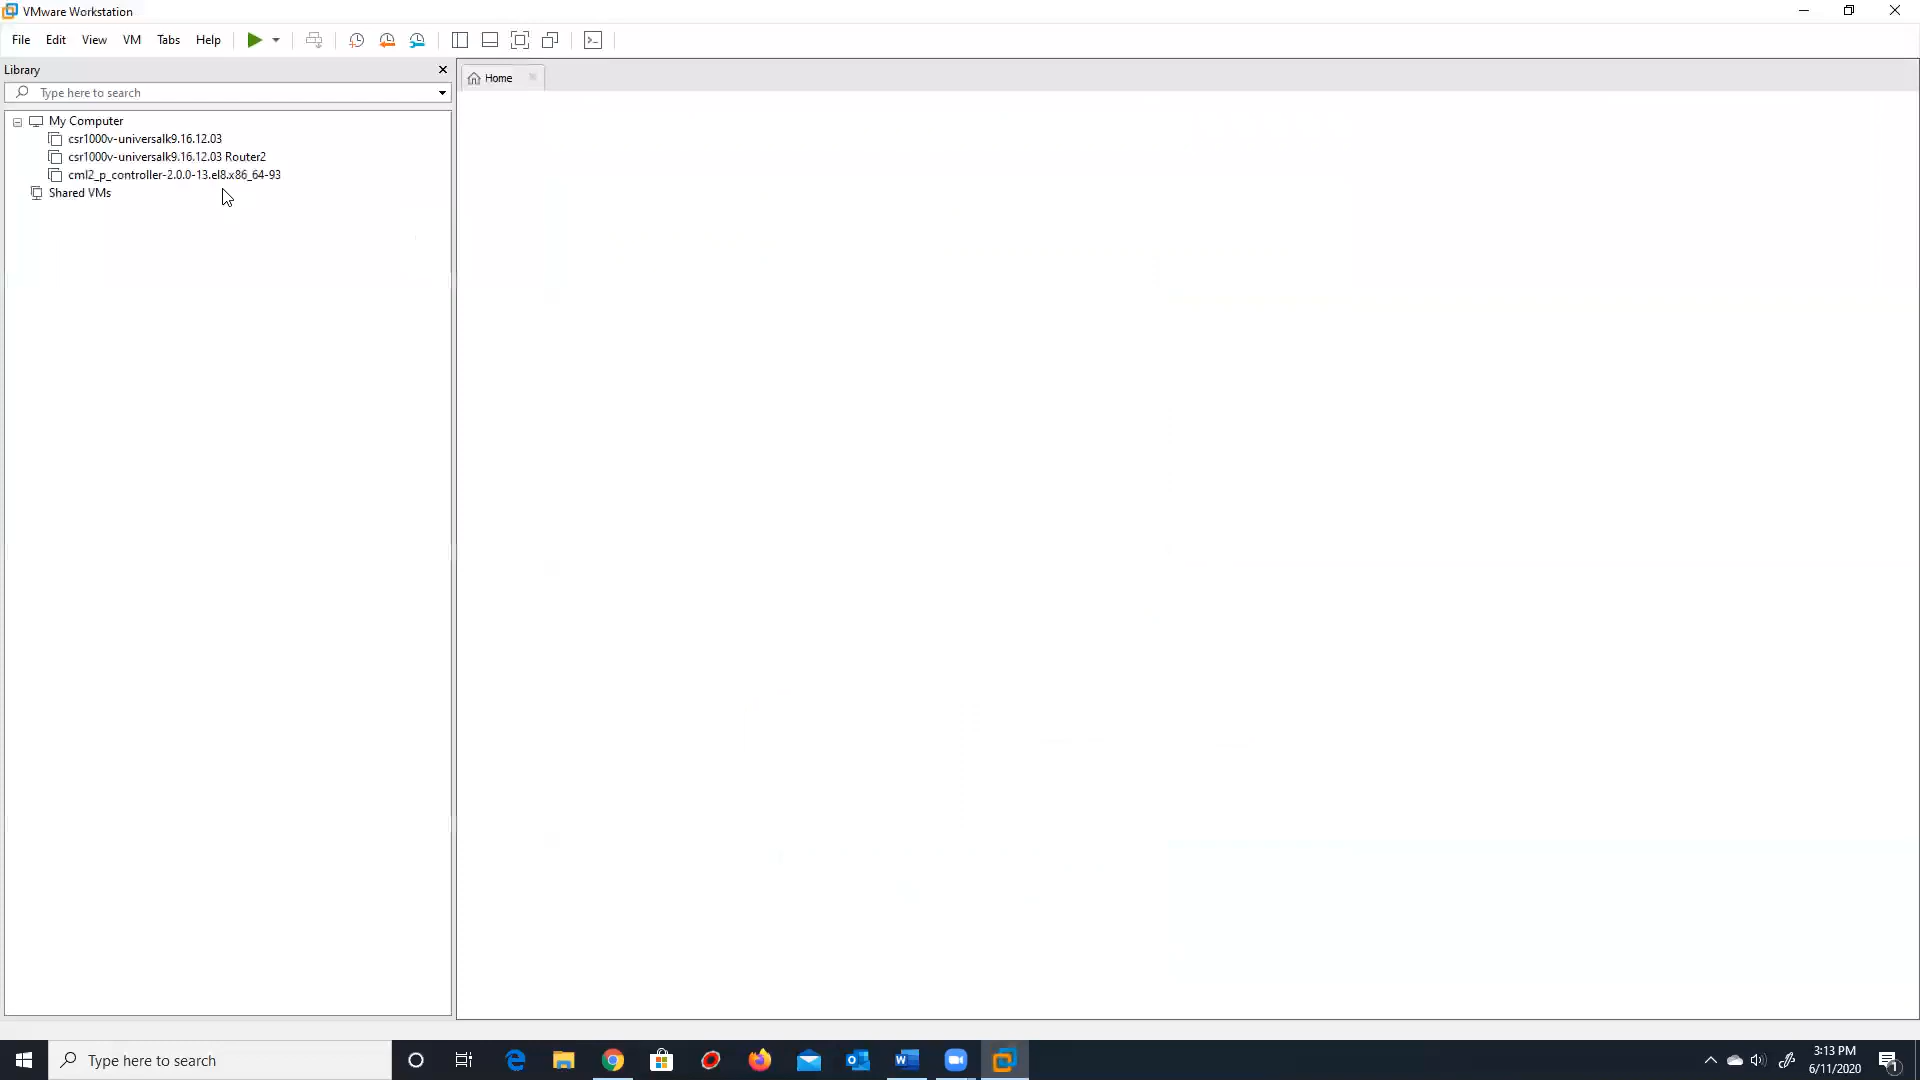 VMware Workstation
File Edit View VM Tabs Help
Library
Type here to search
Home
My Computer
csr1000v-universalk9.16.12.03
csr1000v-universalk9.16.12.03 Router2
cml2_p_controller-2.0.0-13.el8.x86_64-93
Shared VMs
Type here to search
3:13 PM
6/11/2020
1